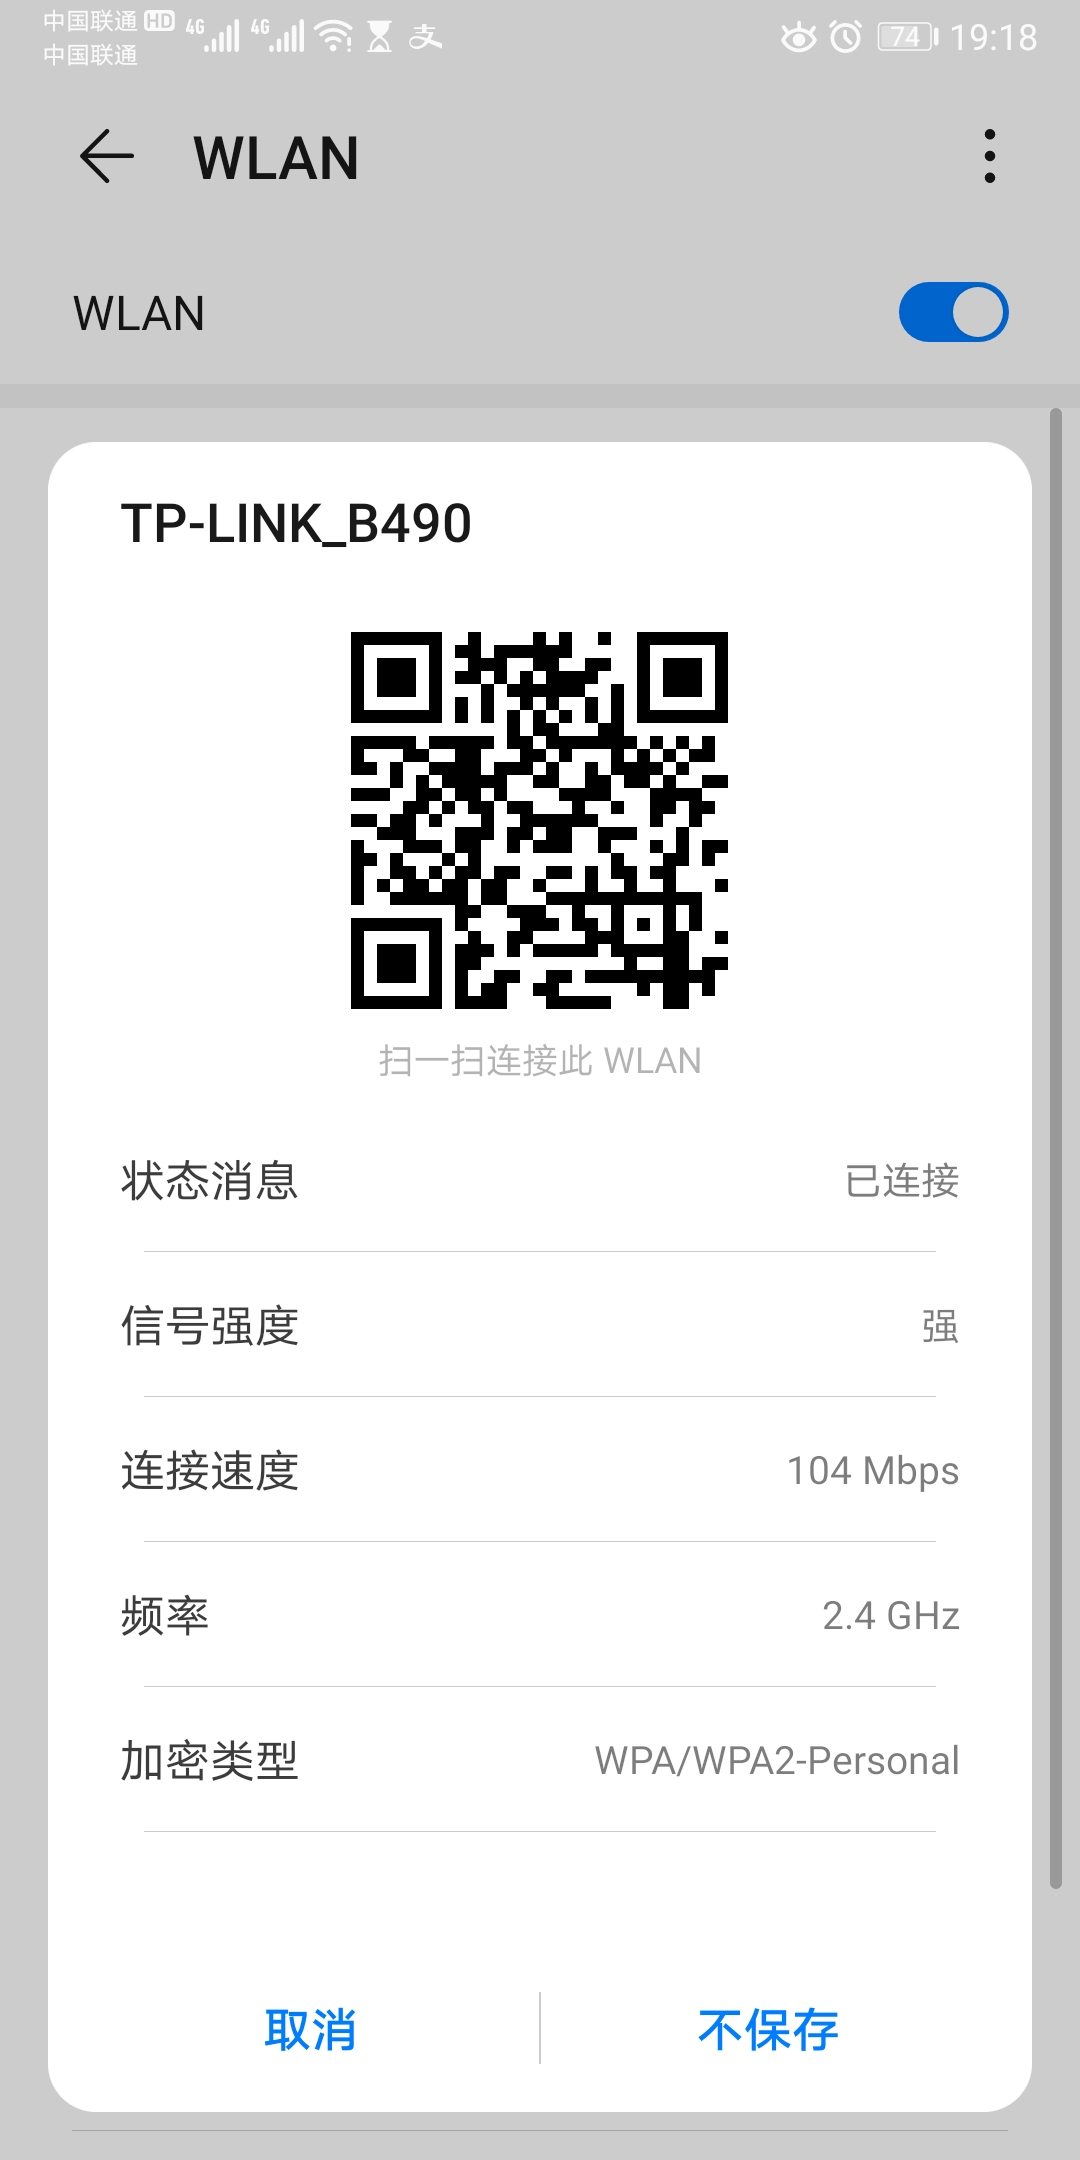 中国联通 HD 4G 4G 74 19:18
中国联通
WLAN
WLAN
TP-LINK_B490
扫一扫连接此 WLAN
状态消息 已连接
信号强度 强
连接速度 104 Mbps
频率 2.4 GHz
加密类型 WPA/WPA2-Personal
取消 不保存